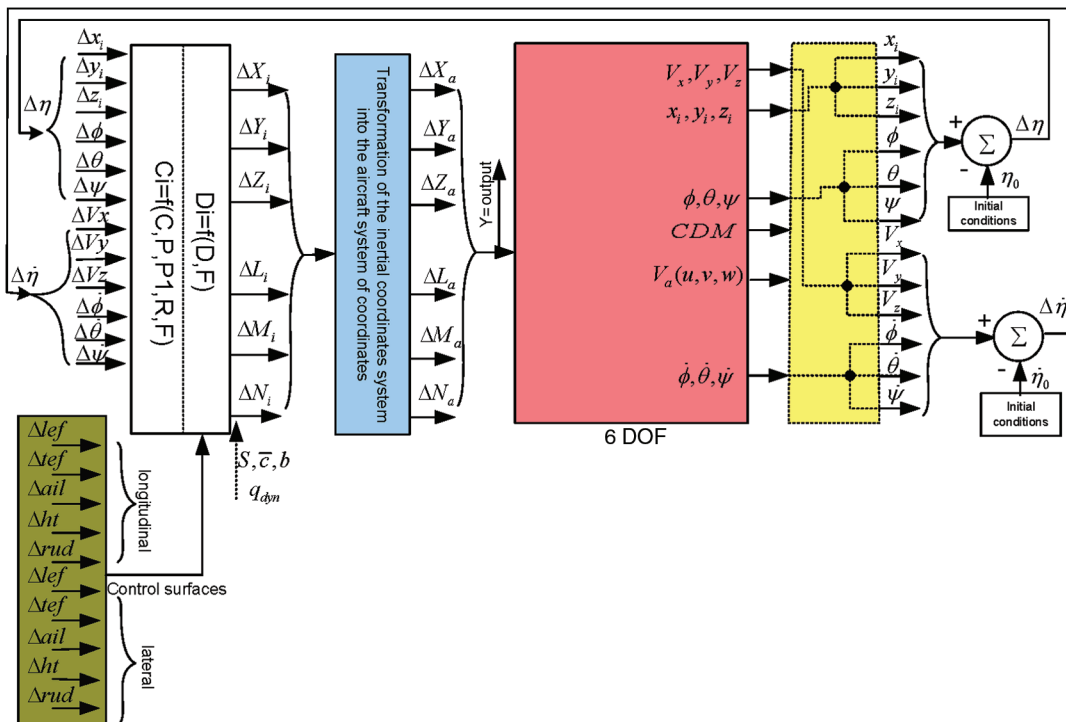 Δη
Δx_i
Δy_i
Δz_i
Δϕ
Δθ
Δψ
Δη̇
ΔVx
ΔVy
ΔVz
Δϕ̇
Δθ̇
Δψ̇
Ci=f(C,P,P1,R,F)
Di=f(D,F)
ΔX_i
ΔY_i
ΔZ_i
ΔL_i
ΔM_i
ΔN_i
S, c̅, b
q_dyn
Transformation of the inertial coordinates system
into the aircraft system of coordinates
ΔX_a
ΔY_a
ΔZ_a
ΔL_a
ΔM_a
ΔN_a
Y=output
V_x, V_y, V_z
x_i, y_i, z_i
ϕ, θ, ψ
CDM
V_a(u, v, w)
ϕ̇, θ̇, ψ̇
6 DOF
x_i
y_i
z_i
ϕ
θ
ψ
V_x
V_y
V_z
ϕ̇
θ̇
ψ̇
+
Σ
-
Δη
η_0
Initial
conditions
+
Σ
-
Δη̇
η̇_0
Initial
conditions
Δlef
Δtef
Δail
Δht
Δrud
longitudinal
Δlef
Δtef
Δail
Δht
Δrud
lateral
Control surfaces